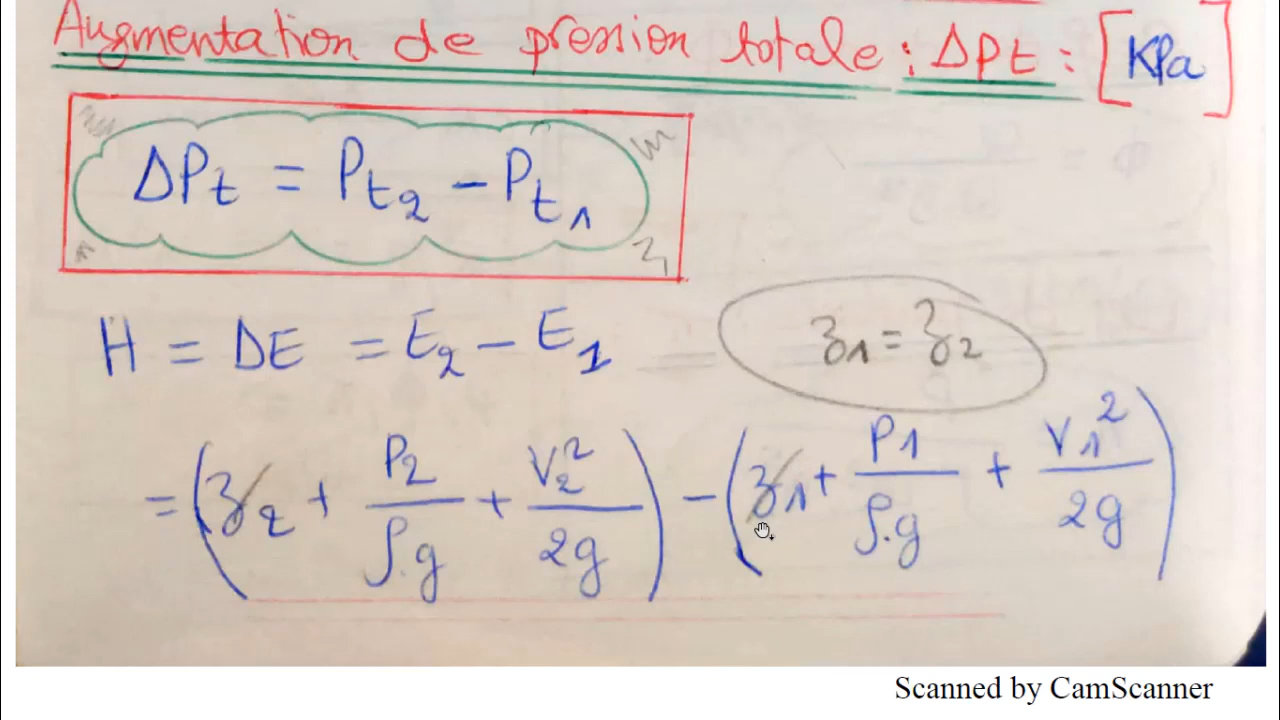 Augmentation de pression totale : ΔPt : [KPa]
ΔPt = Pt2 - Pt1
H = ΔE = E2 - E1 =
z1 = z2
= (z2 + P2/ρ.g + V2²/2g) - (z1 + P1/ρ.g + V1²/2g)
Scanned by CamScanner